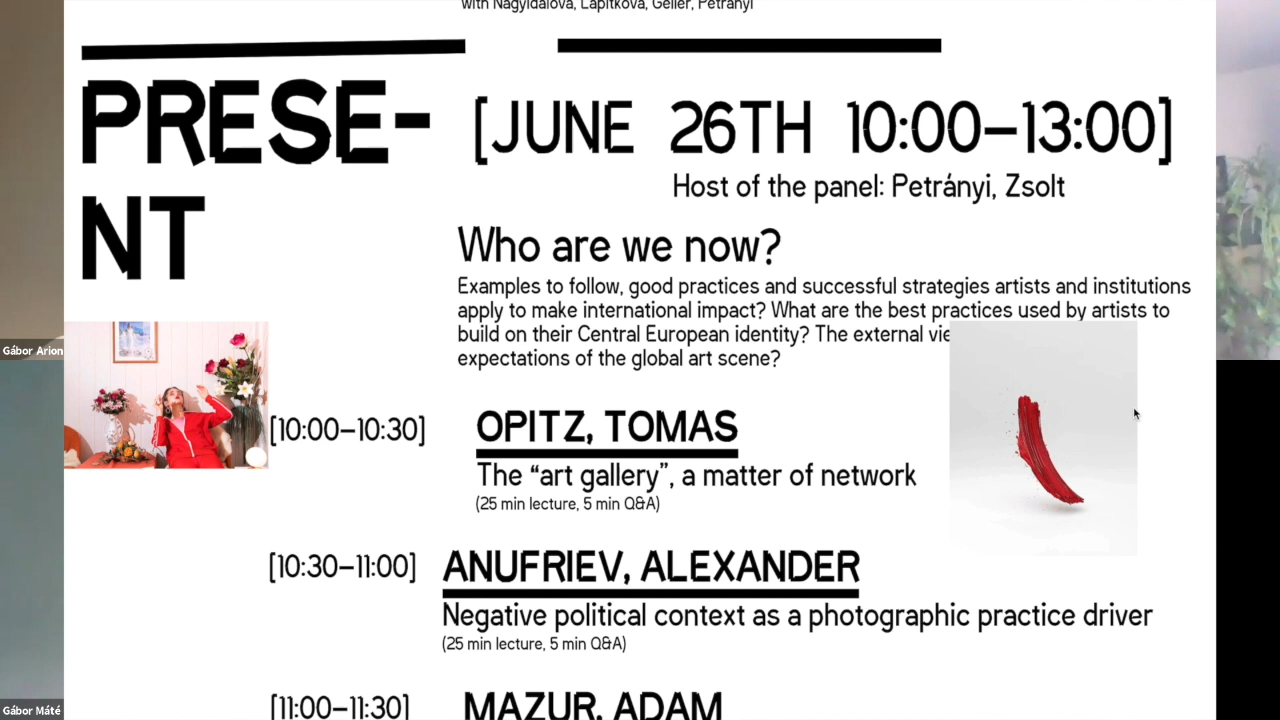 with Nagyidaiová, Lapitková, Geller, Petrányi
PRESE-
NT
[JUNE 26TH 10:00–13:00]
Host of the panel: Petrányi, Zsolt
Who are we now?
Examples to follow, good practices and successful strategies artists and institutions
apply to make international impact? What are the best practices used by artists to
build on their Central European identity? The external
expectations of the global art scene?
Gábor Arion
[10:00–10:30]
OPITZ, TOMAS
The “art gallery”, a matter of network
(25 min lecture, 5 min Q&A)
[10:30–11:00]
ANUFRIEV, ALEXANDER
Negative political context as a photographic practice driver
(25 min lecture, 5 min Q&A)
[11:00–11:30]
MAZUR, ADAM
Gábor Máté